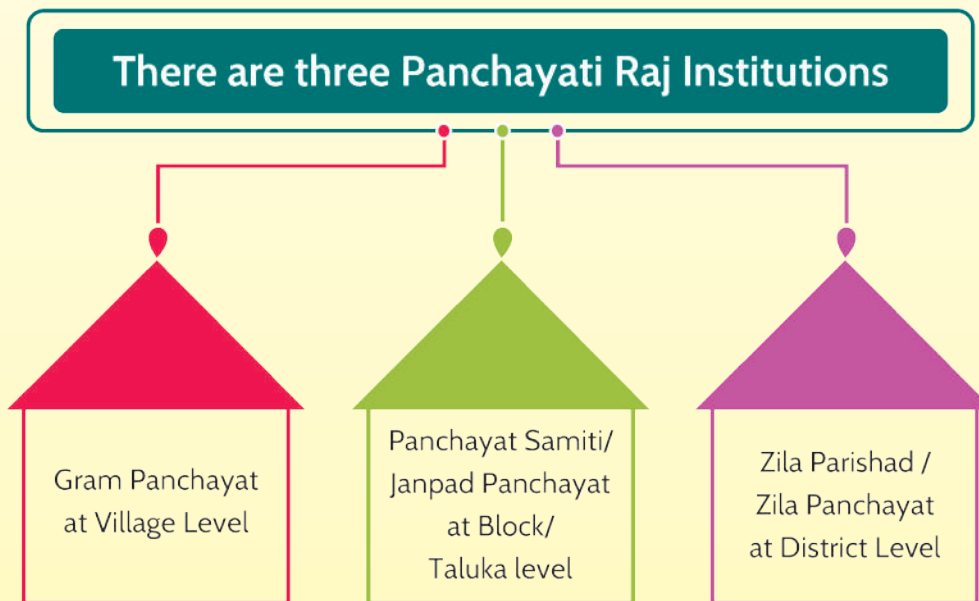 There are three Panchayati Raj Institutions
Gram Panchayat
at Village Level
Panchayat Samiti/
Janpad Panchayat
at Block/
Taluka level
Zila Parishad /
Zila Panchayat
at District Level